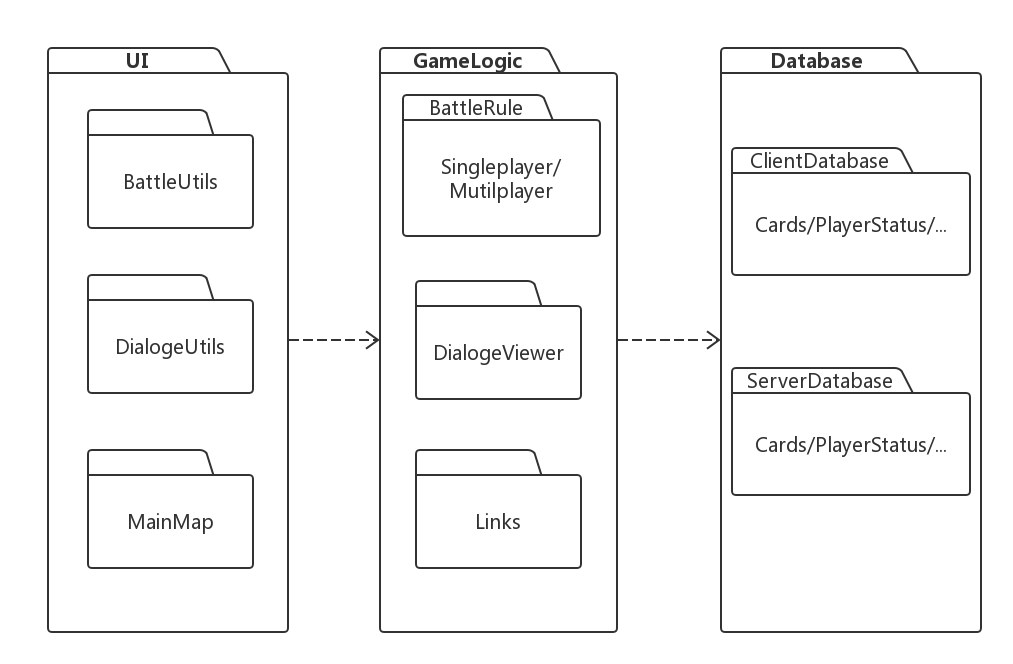 UI
BattleUtils
DialogeUtils
MainMap
GameLogic
BattleRule
Singleplayer/
Mutilplayer
DialogeViewer
Links
Database
ClientDatabase
Cards/PlayerStatus/...
ServerDatabase
Cards/PlayerStatus/...